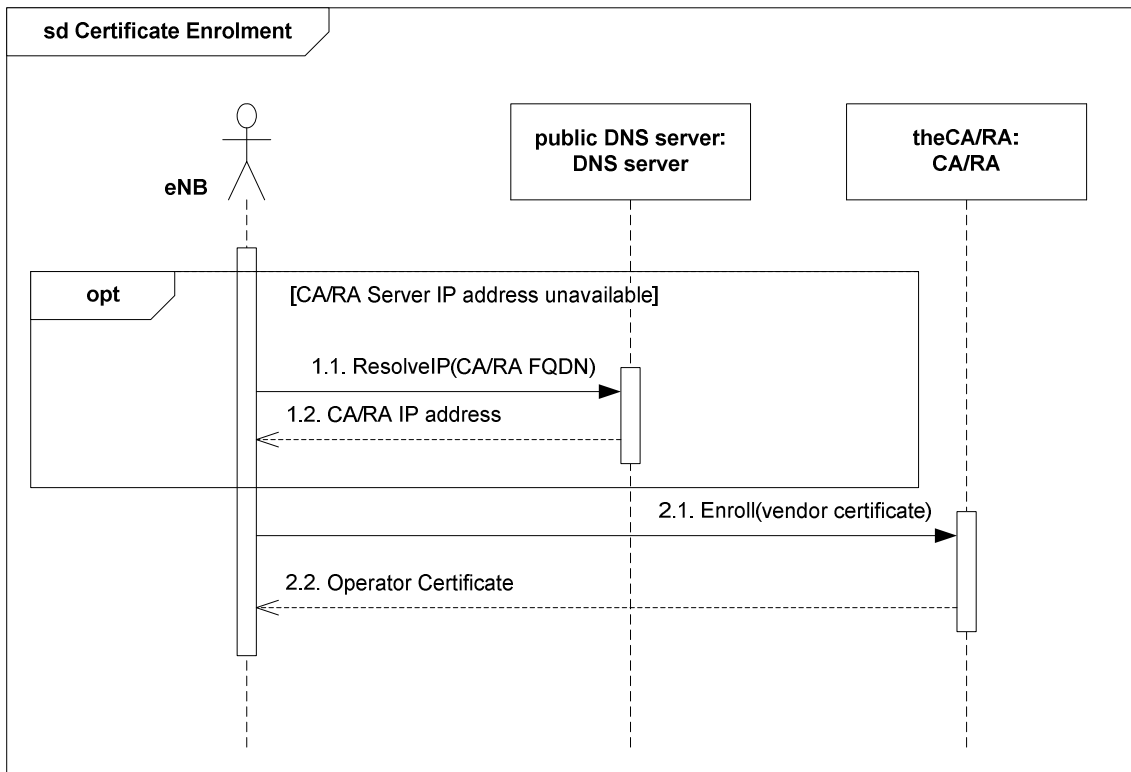 sd Certificate Enrolment
eNB
public DNS server:
DNS server
theCA/RA:
CA/RA
opt
[CA/RA Server IP address unavailable]
1.1. ResolveIP(CA/RA FQDN)
1.2. CA/RA IP address
2.1. Enroll(vendor certificate)
2.2. Operator Certificate